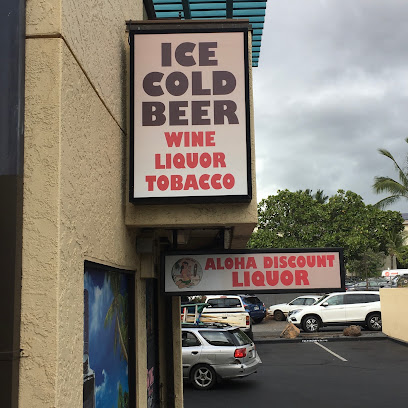 ICE
COLD
BEER
WINE
LIQUOR
TOBACCO
ALOHA DISCOUNT
LIQUOR